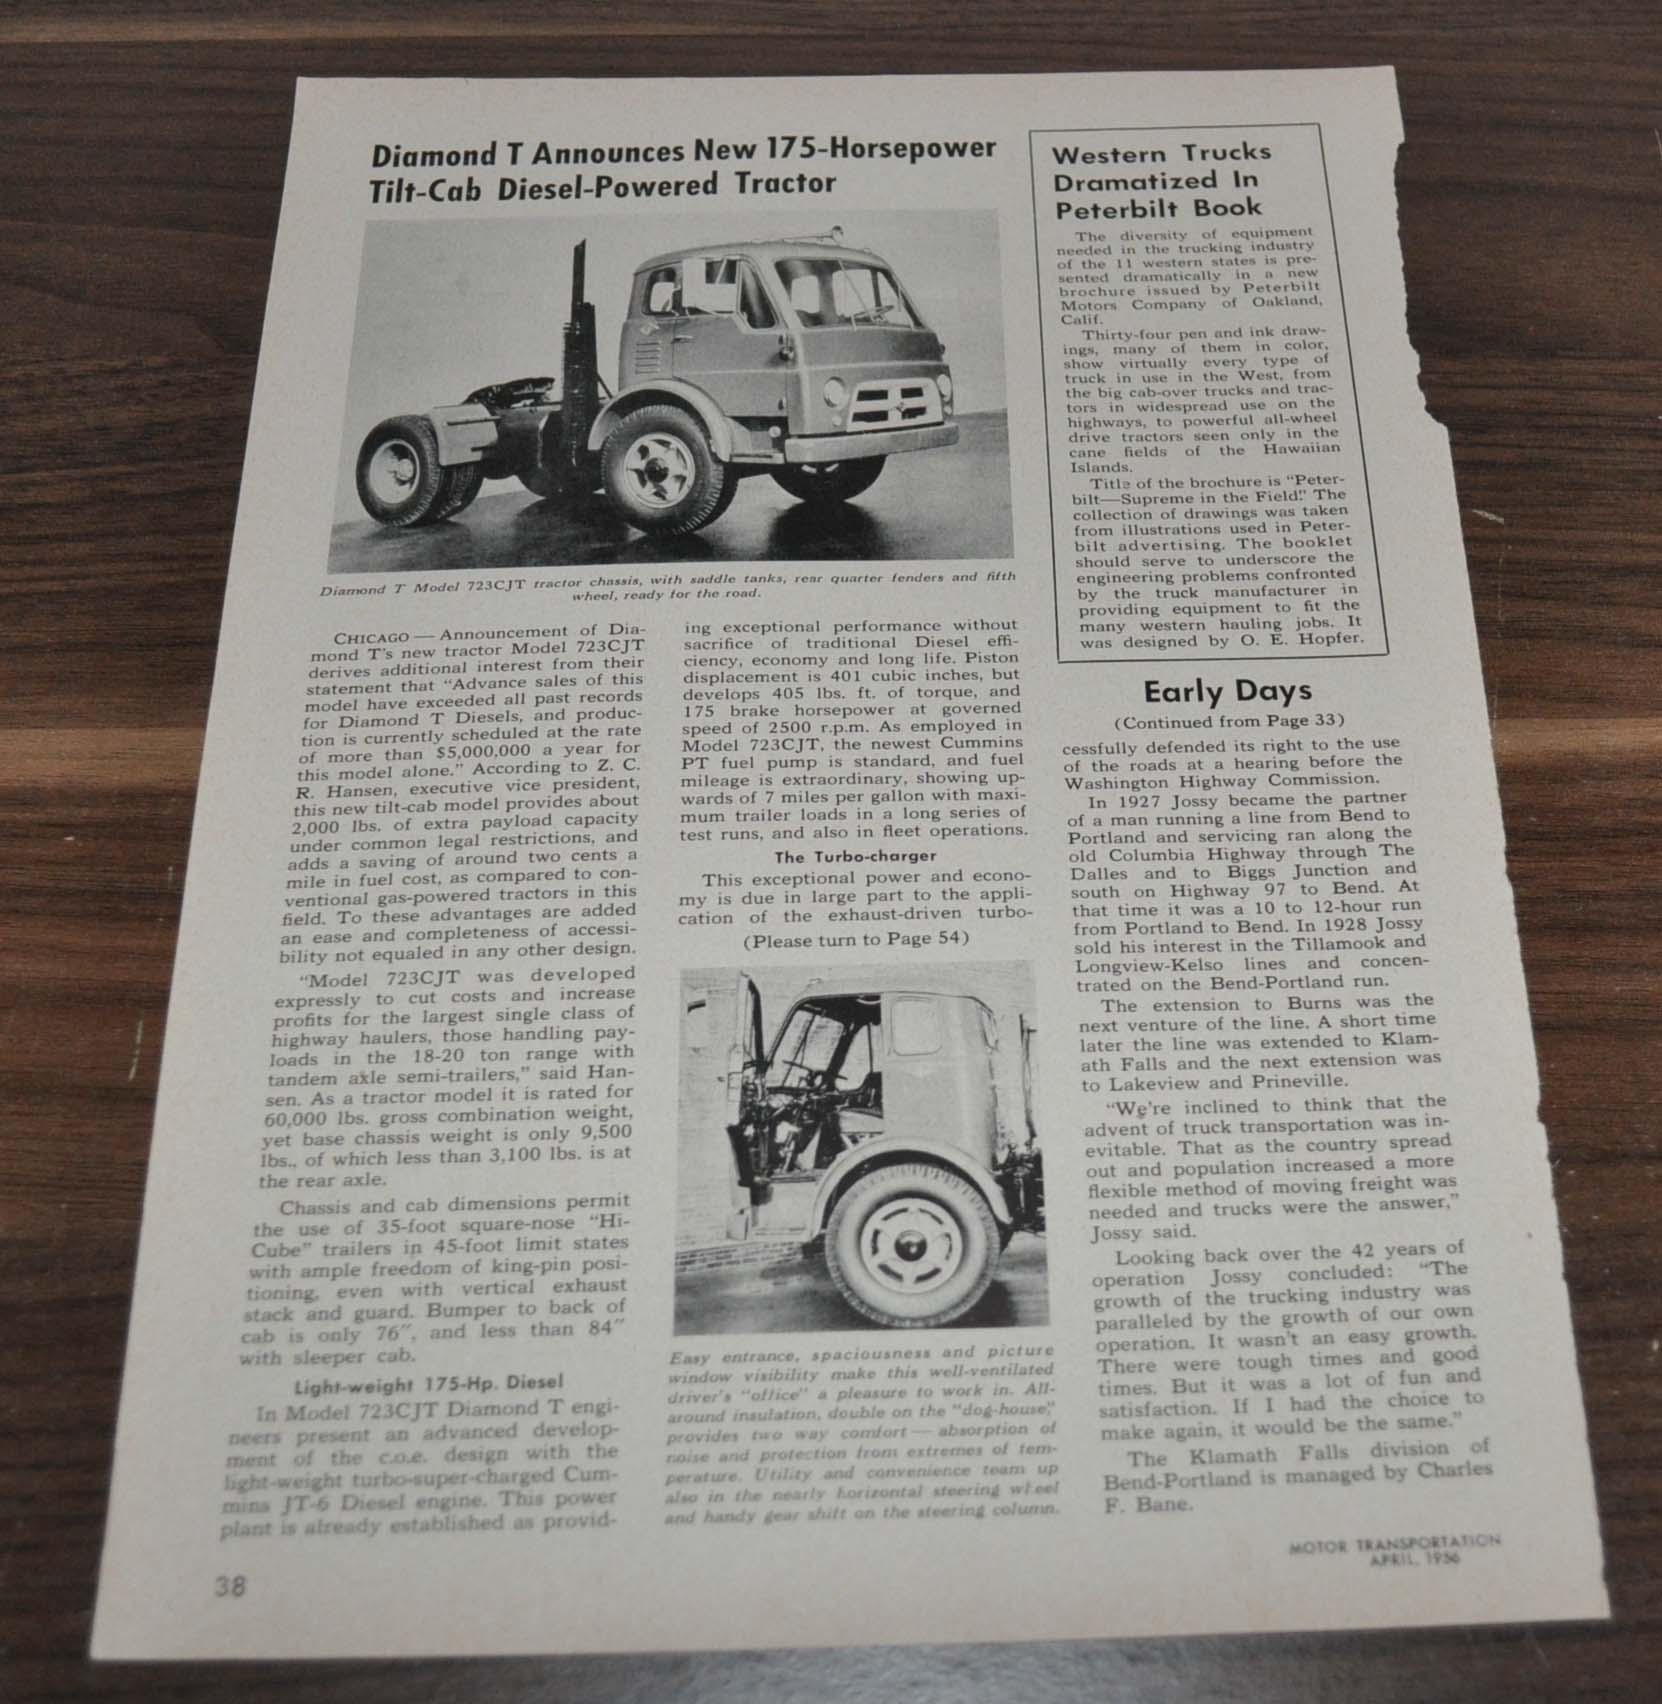 Diamond T Announces New 175-Horsepower
Tilt-Cab Diesel-Powered Tractor
Diamond T Model 723CJT tractor chassis, with saddle tanks, rear quarter fenders and fifth
wheel, ready for the road.
CHICAGO — Announcement of Dia-
mond T's new tractor Model 723CJT
derives additional interest from their
statement that "Advance sales of this
model have exceeded all past records
for Diamond T Diesels, and produc-
tion is currently scheduled at the rate
of more than $5,000,000 a year for
this model alone." According to Z. C.
R. Hansen, executive vice president,
this new tilt-cab model provides about
2,000 lbs. of extra payload capacity
under common legal restrictions, and
adds a saving of around two cents a
mile in fuel cost, as compared to con-
ventional gas-powered tractors in this
field. To these advantages are added
an ease and completeness of accessi-
bility not equaled in any other design.
"Model 723CJT was developed
expressly to cut costs and increase
profits for the largest single class of
highway haulers, those handling pay-
loads in the 18-20 ton range with
tandem axle semi-trailers," said Han-
sen. As a tractor model it is rated for
60,000 lbs. gross combination weight,
yet base chassis weight is only 9,500
lbs., of which less than 3,100 lbs. is at
the rear axle.
Chassis and cab dimensions permit
the use of 35-foot square-nose "Hi-
Cube" trailers in 45-foot limit states
with ample freedom of king-pin posi-
tioning, even with vertical exhaust
stack and guard. Bumper to back of
cab is only 76", and less than 84"
with sleeper cab.
Light-weight 175-Hp. Diesel
In Model 723CJT Diamond T engi-
neers present an advanced develop-
ment of the c.o.e. design with the
light-weight turbo-super-charged Cum-
mins JT-6 Diesel engine. This power
plant is already established as provid-
ing exceptional performance without
sacrifice of traditional Diesel effi-
ciency, economy and long life. Piston
displacement is 401 cubic inches, but
develops 405 lbs. ft. of torque, and
175 brake horsepower at governed
speed of 2500 r.p.m. As employed in
Model 723CJT, the newest Cummins
PT fuel pump is standard, and fuel
mileage is extraordinary, showing up-
wards of 7 miles per gallon with maxi-
mum trailer loads in a long series of
test runs, and also in fleet operations.
The Turbo-charger
This exceptional power and econo-
my is due in large part to the appli-
cation of the exhaust-driven turbo-
(Please turn to Page 54)
Easy entrance, spaciousness and picture
window visibility make this well-ventilated
driver's "office" a pleasure to work in. All-
around insulation, double on the "dog-house,"
provides two way comfort — absorption of
noise and protection from extremes of tem-
perature. Utility and convenience team up
also in the nearly horizontal steering wheel
and handy gear shift on the steering column.
Western Trucks
Dramatized In
Peterbilt Book
The diversity of equipment
needed in the trucking industry
of the 11 western states is pre-
sented dramatically in a new
brochure issued by Peterbilt
Motors Company of Oakland,
Calif.
Thirty-four pen and ink draw-
ings, many of them in color,
show virtually every type of
truck in use in the West, from
the big cab-over trucks and trac-
tors in widespread use on the
highways, to powerful all-wheel
drive tractors seen only in the
cane fields of the Hawaiian
Islands.
Title of the brochure is "Peter-
bilt—Supreme in the Field." The
collection of drawings was taken
from illustrations used in Peter-
bilt advertising. The booklet
should serve to underscore the
engineering problems confronted
by the truck manufacturer in
providing equipment to fit the
many western hauling jobs. It
was designed by O. E. Hopfer.
Early Days
(Continued from Page 33)
cessfully defended its right to the use
of the roads at a hearing before the
Washington Highway Commission.
In 1927 Jossy became the partner
of a man running a line from Bend to
Portland and servicing ran along the
old Columbia Highway through The
Dalles and to Biggs Junction and
south on Highway 97 to Bend. At
that time it was a 10 to 12-hour run
from Portland to Bend. In 1928 Jossy
sold his interest in the Tillamook and
Longview-Kelso lines and concen-
trated on the Bend-Portland run.
The extension to Burns was the
next venture of the line. A short time
later the line was extended to Klam-
ath Falls and the next extension was
to Lakeview and Prineville.
"We're inclined to think that the
advent of truck transportation was in-
evitable. That as the country spread
out and population increased a more
flexible method of moving freight was
needed and trucks were the answer,"
Jossy said.
Looking back over the 42 years of
operation Jossy concluded: "The
growth of the trucking industry was
paralleled by the growth of our own
operation. It wasn't an easy growth.
There were tough times and good
times. But it was a lot of fun and
satisfaction. If I had the choice to
make again, it would be the same."
The Klamath Falls division of
Bend-Portland is managed by Charles
F. Bane.
MOTOR TRANSPORTATION
APRIL, 1956
38